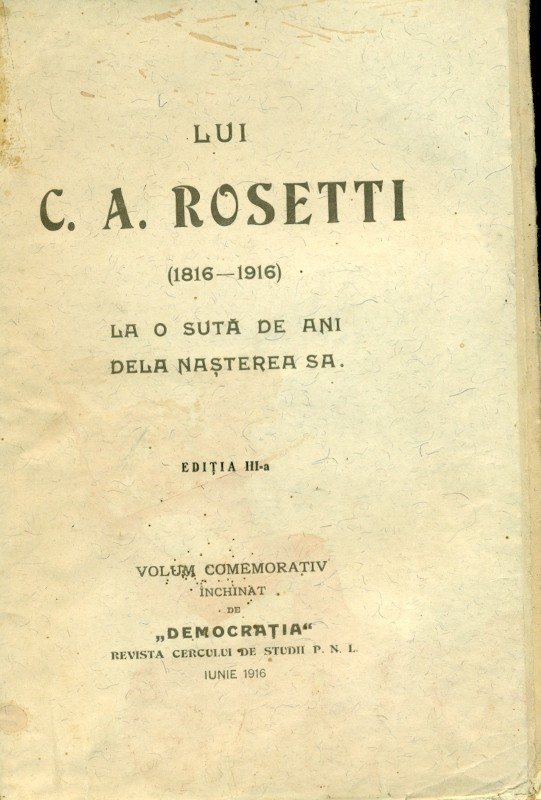 LUI
C. A. ROSETTI
(1816—1916)
LA O SUTĂ DE ANI
DELA NAȘTEREA SA.
EDIȚIA III-a
VOLUM COMEMORATIV
ÎNCHINAT
DE
„DEMOCRAȚIA“
REVISTA CERCULUI DE STUDII P. N. L.
IUNIE 1916